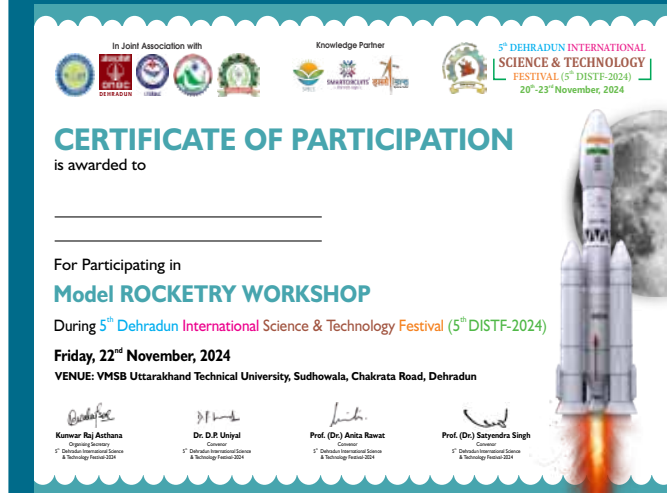 In Joint Association with
Knowledge Partner
DEHRADUN
SMARTCIRCUITS
5th DEHRADUN INTERNATIONAL
SCIENCE & TECHNOLOGY
FESTIVAL (5th DISTF-2024)
20th-23rd November, 2024
CERTIFICATE OF PARTICIPATION
is awarded to
For Participating in
Model ROCKETRY WORKSHOP
During 5th Dehradun International Science & Technology Festival (5th DISTF-2024)
Friday, 22nd November, 2024
VENUE: VMSB Uttarakhand Technical University, Sudhowala, Chakrata Road, Dehradun
Kunwar Raj Asthana
Organising Secretary
5th Dehradun International Science
& Technology Festival-2024
Dr. D.P. Uniyal
Convenor
5th Dehradun International Science
& Technology Festival-2024
Prof. (Dr.) Anita Rawat
Convenor
5th Dehradun International Science
& Technology Festival-2024
Prof. (Dr.) Satyendra Singh
Convenor
5th Dehradun International Science
& Technology Festival-2024